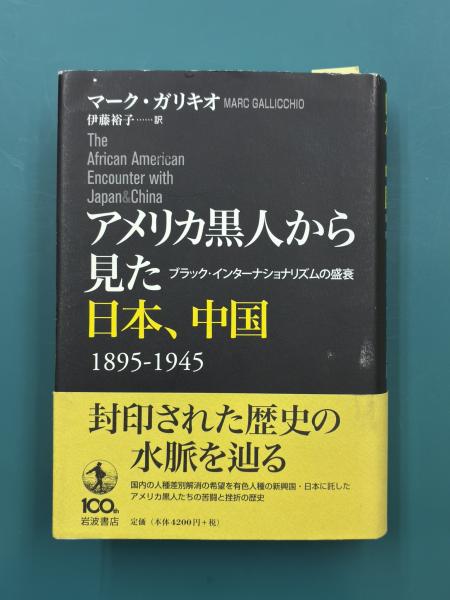 マーク・ガリキオ MARC GALLICCHIO
伊藤裕子……訳
The
African American
Encounter with
Japan&China
アメリカ黒人から
見た ブラック・インターナショナリズムの盛衰
日本、中国
1895-1945
封印された歴史の
水脈を辿る
国内の人種差別解消の希望を有色人種の新興国・日本に託した
アメリカ黒人たちの苦闘と挫折の歴史
100th
岩波書店
定価（本体4200円+税）